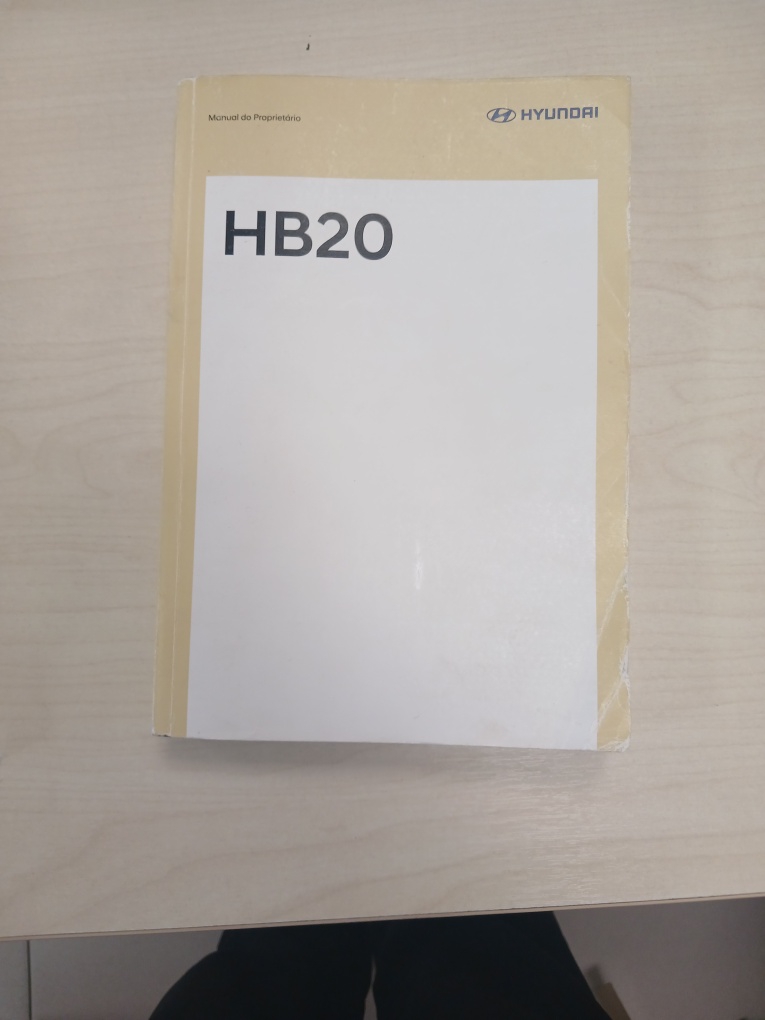 Manual do Proprietário
HYUNDAI
HB20